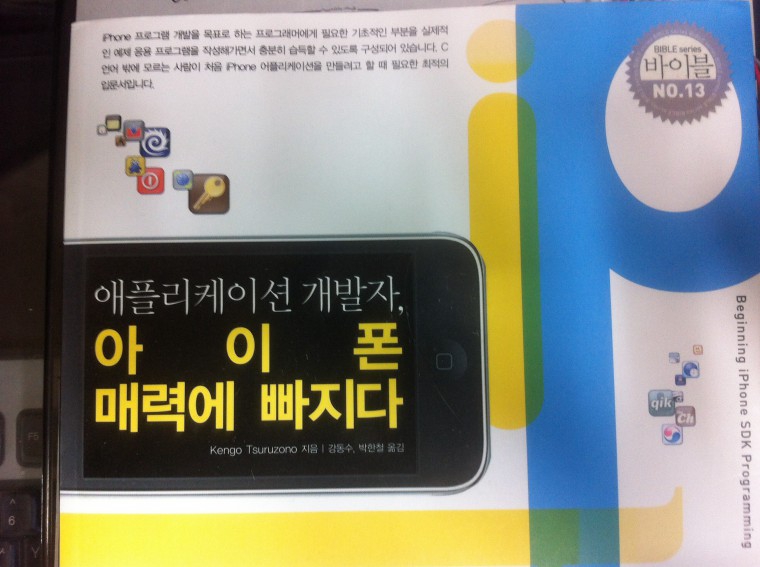 iPhone 프로그램 개발을 목표로 하는 프로그래머에게 필요한 기초적인 부분을 실제적
인 예제 응용 프로그램을 작성해가면서 충분히 습득할 수 있도록 구성되어 있습니다. C
언어 밖에 모르는 사람이 처음 iPhone 어플리케이션을 만들려고 할 때 필요한 최적의
입문서입니다.
BIBLE series
바이블
NO.13
애플리케이션 개발자,
아이폰
매력에 빠지다
Kengo Tsuruzono 지음 | 강동수, 박한철 옮김
iP
Beginning iPhone SDK Programming
qik
Ch
F5
^
6
Y